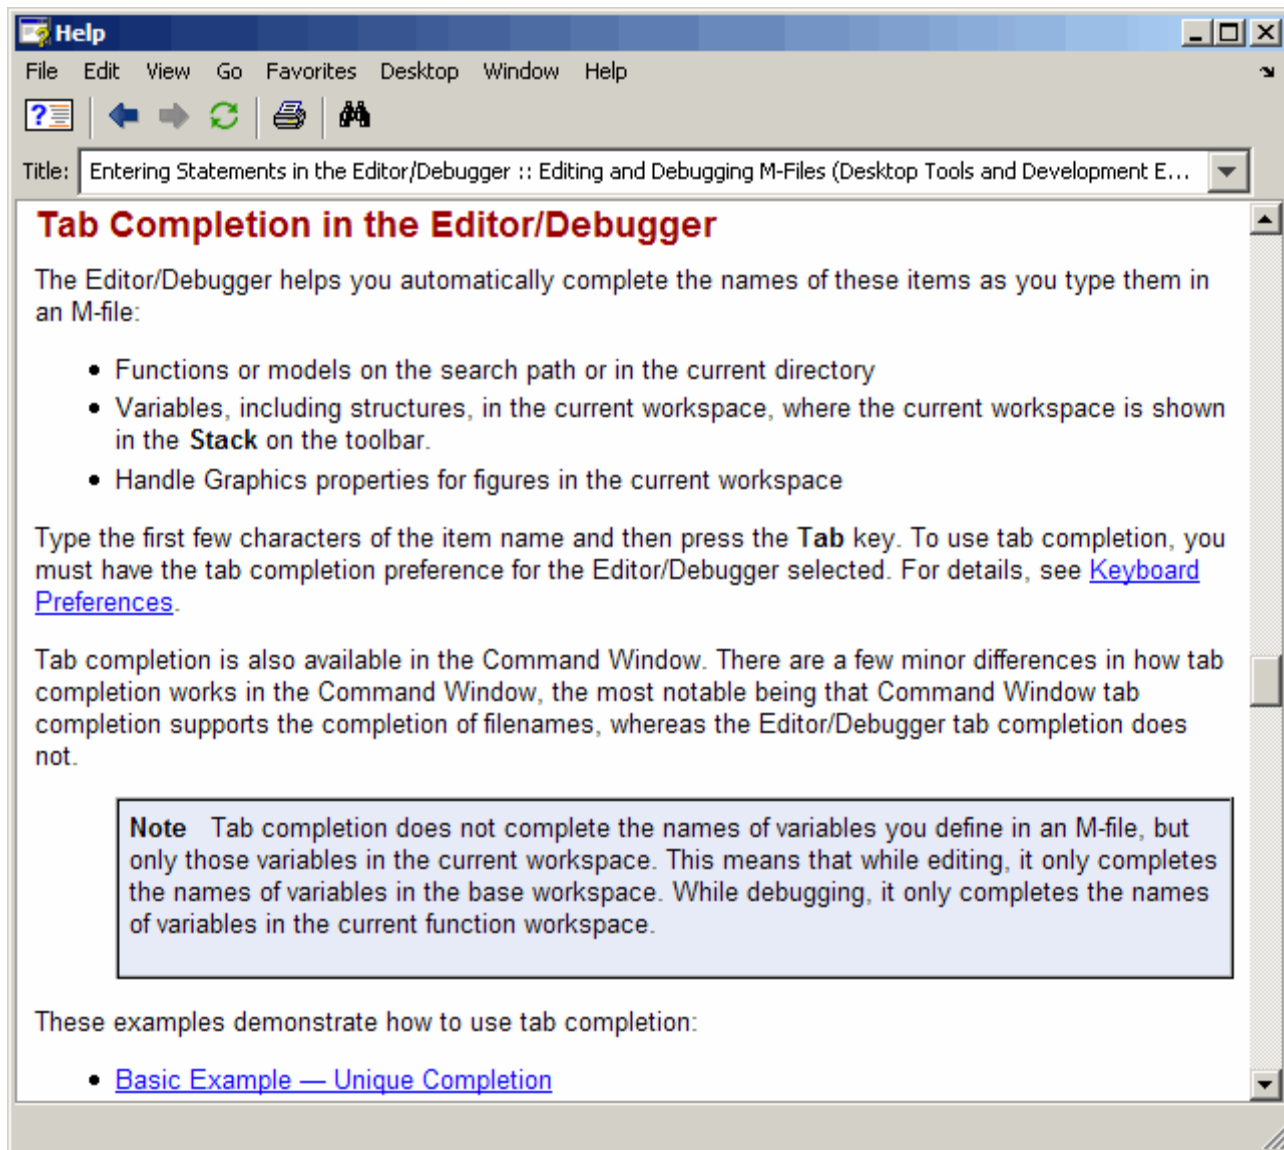 Help
File Edit View Go Favorites Desktop Window Help
Title: Entering Statements in the Editor/Debugger :: Editing and Debugging M-Files (Desktop Tools and Development E...
Tab Completion in the Editor/Debugger
The Editor/Debugger helps you automatically complete the names of these items as you type them in
an M-file:
• Functions or models on the search path or in the current directory
• Variables, including structures, in the current workspace, where the current workspace is shown
in the Stack on the toolbar.
• Handle Graphics properties for figures in the current workspace
Type the first few characters of the item name and then press the Tab key. To use tab completion, you
must have the tab completion preference for the Editor/Debugger selected. For details, see Keyboard
Preferences.
Tab completion is also available in the Command Window. There are a few minor differences in how tab
completion works in the Command Window, the most notable being that Command Window tab
completion supports the completion of filenames, whereas the Editor/Debugger tab completion does
not.
Note Tab completion does not complete the names of variables you define in an M-file, but
only those variables in the current workspace. This means that while editing, it only completes
the names of variables in the base workspace. While debugging, it only completes the names
of variables in the current function workspace.
These examples demonstrate how to use tab completion:
• Basic Example — Unique Completion